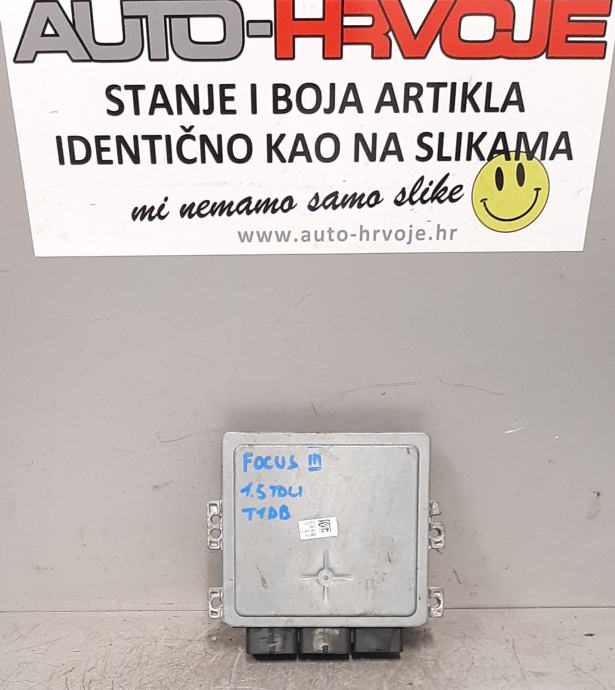 AUTO-HRVOJE
STANJE I BOJA ARTIKLA
IDENTIČNO KAO NA SLIKAMA
mi nemamo samo slike
www.auto-hrvoje.hr
FOCUS III
1.5 TDCI
T1DB